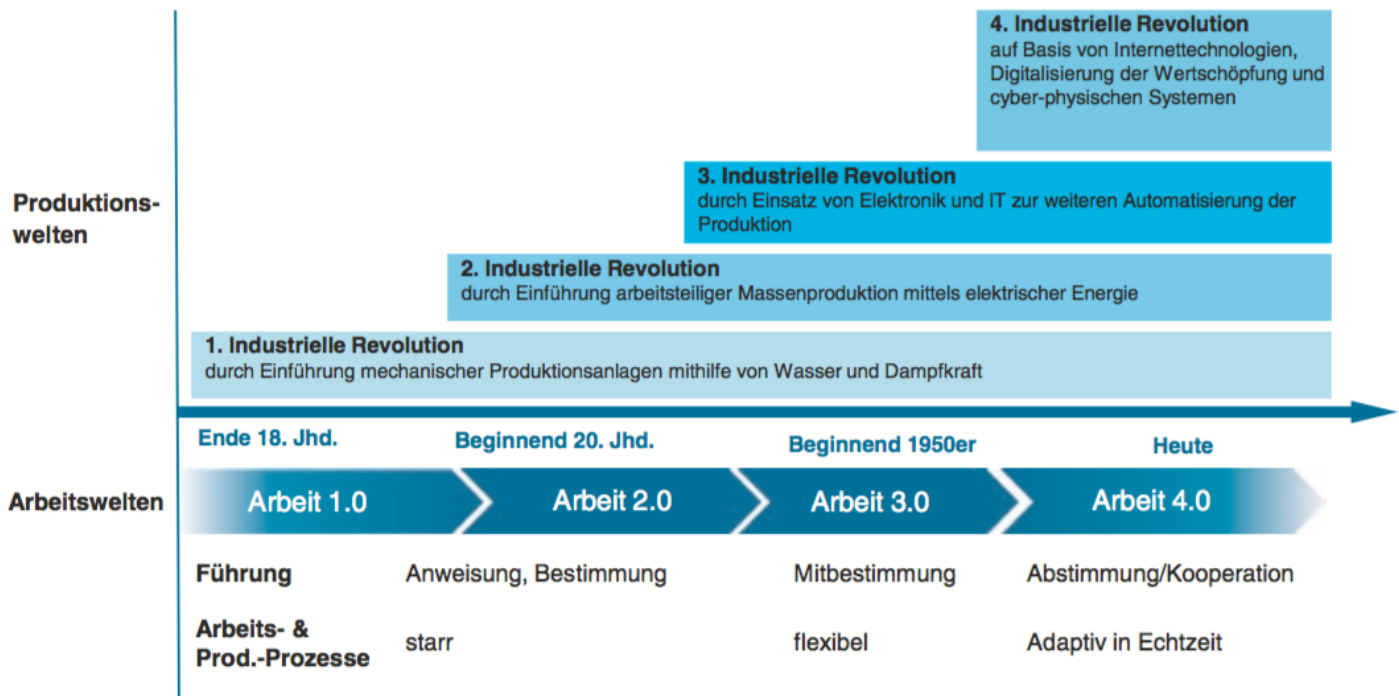 4. Industrielle Revolution
auf Basis von Internettechnologien,
Digitalisierung der Wertschöpfung und
cyber-physischen Systemen
3. Industrielle Revolution
durch Einsatz von Elektronik und IT zur weiteren Automatisierung der
Produktion
Produktions-
welten
2. Industrielle Revolution
durch Einführung arbeitsteiliger Massenproduktion mittels elektrischer Energie
1. Industrielle Revolution
durch Einführung mechanischer Produktionsanlagen mithilfe von Wasser und Dampfkraft
Ende 18. Jhd. Beginnend 20. Jhd. Beginnend 1950er Heute
Arbeitswelten Arbeit 1.0 Arbeit 2.0 Arbeit 3.0 Arbeit 4.0
Führung Anweisung, Bestimmung Mitbestimmung Abstimmung/Kooperation
Arbeits- &
Prod.-Prozesse starr flexibel Adaptiv in Echtzeit